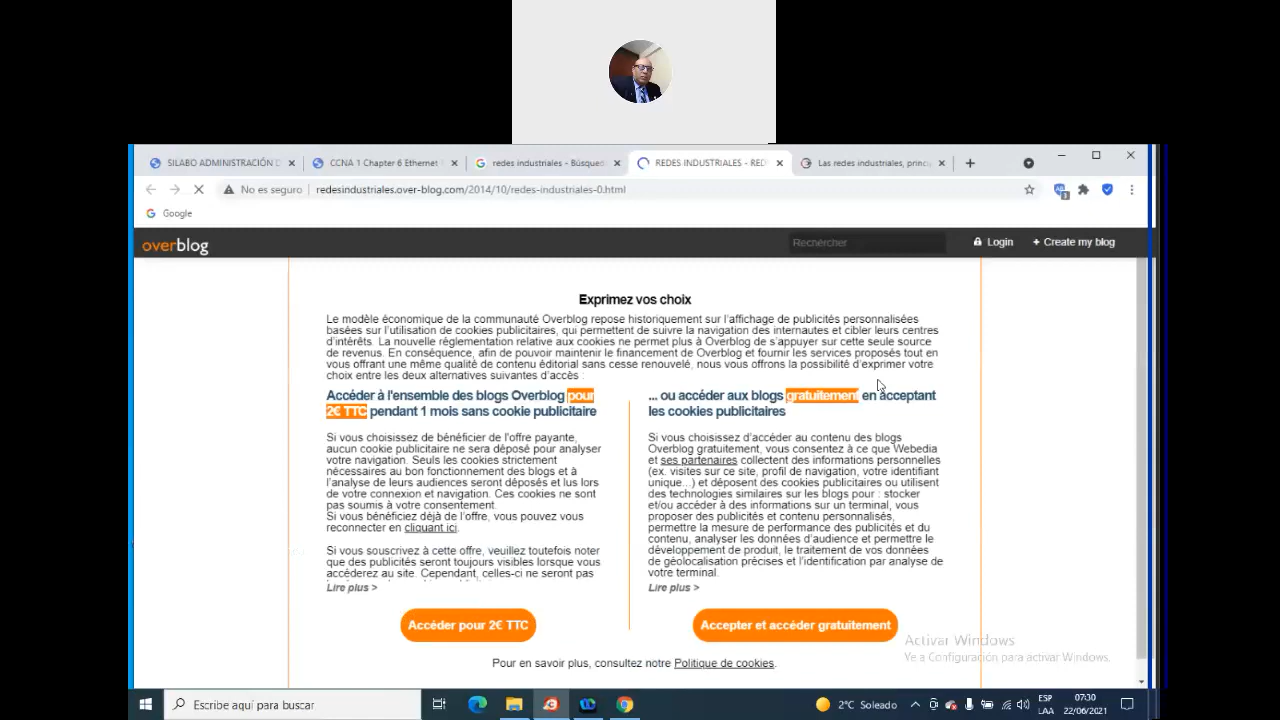 SILABO ADMINISTRACIÓN D
CCNA 1 Chapter 6 Ethernet
redes industriales - Búsqued
REDES INDUSTRIALES - RED
Las redes industriales, princip
No es seguro
redesindustriales.over-blog.com/2014/10/redes-industriales-0.html
Google
overblog
Rechercher
Login
+ Create my blog
Exprimez vos choix
Le modèle économique de la communauté Overblog repose historiquement sur l'affichage de publicités personnalisées
basées sur l'utilisation de cookies publicitaires, qui permettent de suivre la navigation des internautes et cibler leurs centres
d'intérêts. La nouvelle réglementation relative aux cookies ne permet plus à Overblog de s'appuyer sur cette seule source
de revenus. En conséquence, afin de pouvoir maintenir le financement de Overblog et fournir les services proposés tout en
vous offrant une même qualité de contenu éditorial sans cesse renouvelé, nous vous offrons la possibilité d'exprimer votre
choix entre les deux alternatives suivantes d'accès :
Accéder à l'ensemble des blogs Overblog pour
2€ TTC pendant 1 mois sans cookie publicitaire
Si vous choisissez de bénéficier de l'offre payante,
aucun cookie publicitaire ne sera déposé pour analyser
votre navigation. Seuls les cookies strictement
nécessaires au bon fonctionnement des blogs et à
l'analyse de leurs audiences seront déposés et lus lors
de votre connexion et navigation. Ces cookies ne sont
pas soumis à votre consentement.
Si vous bénéficiez déjà de l'offre, vous pouvez vous
reconnecter en cliquant ici.
Si vous souscrivez à cette offre, veuillez toutefois noter
que des publicités seront toujours visibles lorsque vous
accéderez au site. Cependant, celles-ci ne seront pas
Lire plus >
Accéder pour 2€ TTC
... ou accéder aux blogs gratuitement en acceptant
les cookies publicitaires
Si vous choisissez d'accéder au contenu des blogs
Overblog gratuitement, vous consentez à ce que Webedia
et ses partenaires collectent des informations personnelles
(ex. visites sur ce site, profil de navigation, votre identifiant
unique...) et déposent des cookies publicitaires ou utilisent
des technologies similaires sur les blogs pour : stocker
et/ou accéder à des informations sur un terminal, vous
proposer des publicités et contenu personnalisés,
permettre la mesure de performance des publicités et du
contenu, analyser les données d'audience et permettre le
développement de produit, le traitement de vos données
de géolocalisation précises et l'identification par analyse de
votre terminal.
Lire plus >
Accepter et accéder gratuitement
Pour en savoir plus, consultez notre Politique de cookies.
Activar Windows
Ve a Configuración para activar Windows.
Escribe aquí para buscar
2°C Soleado
ESP
LAA
07:30
22/06/2021